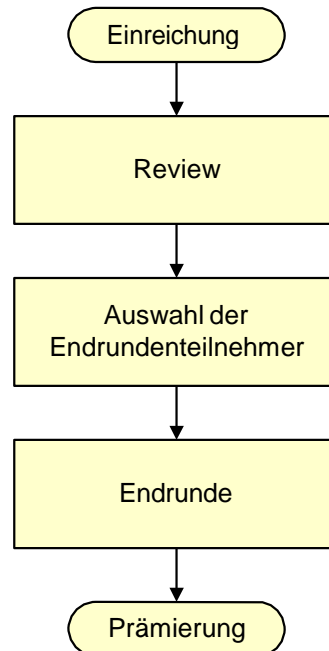 Einreichung
Review
Auswahl der
Endrundenteilnehmer
Endrunde
Prämierung